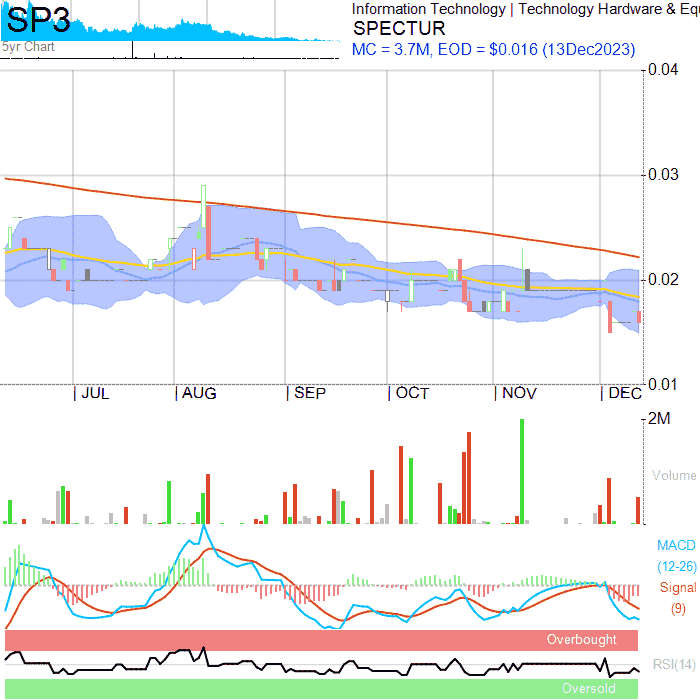 SP3
5yr Chart
Information Technology | Technology Hardware & Equ
SPECTUR
MC = 3.7M, EOD = $0.016 (13Dec2023)
0.04
0.03
0.02
0.01
| JUL | AUG | SEP | OCT | NOV | DEC
2M
Volume
MACD
(12-26)
Signal
(9)
Overbought
RSI(14)
Oversold